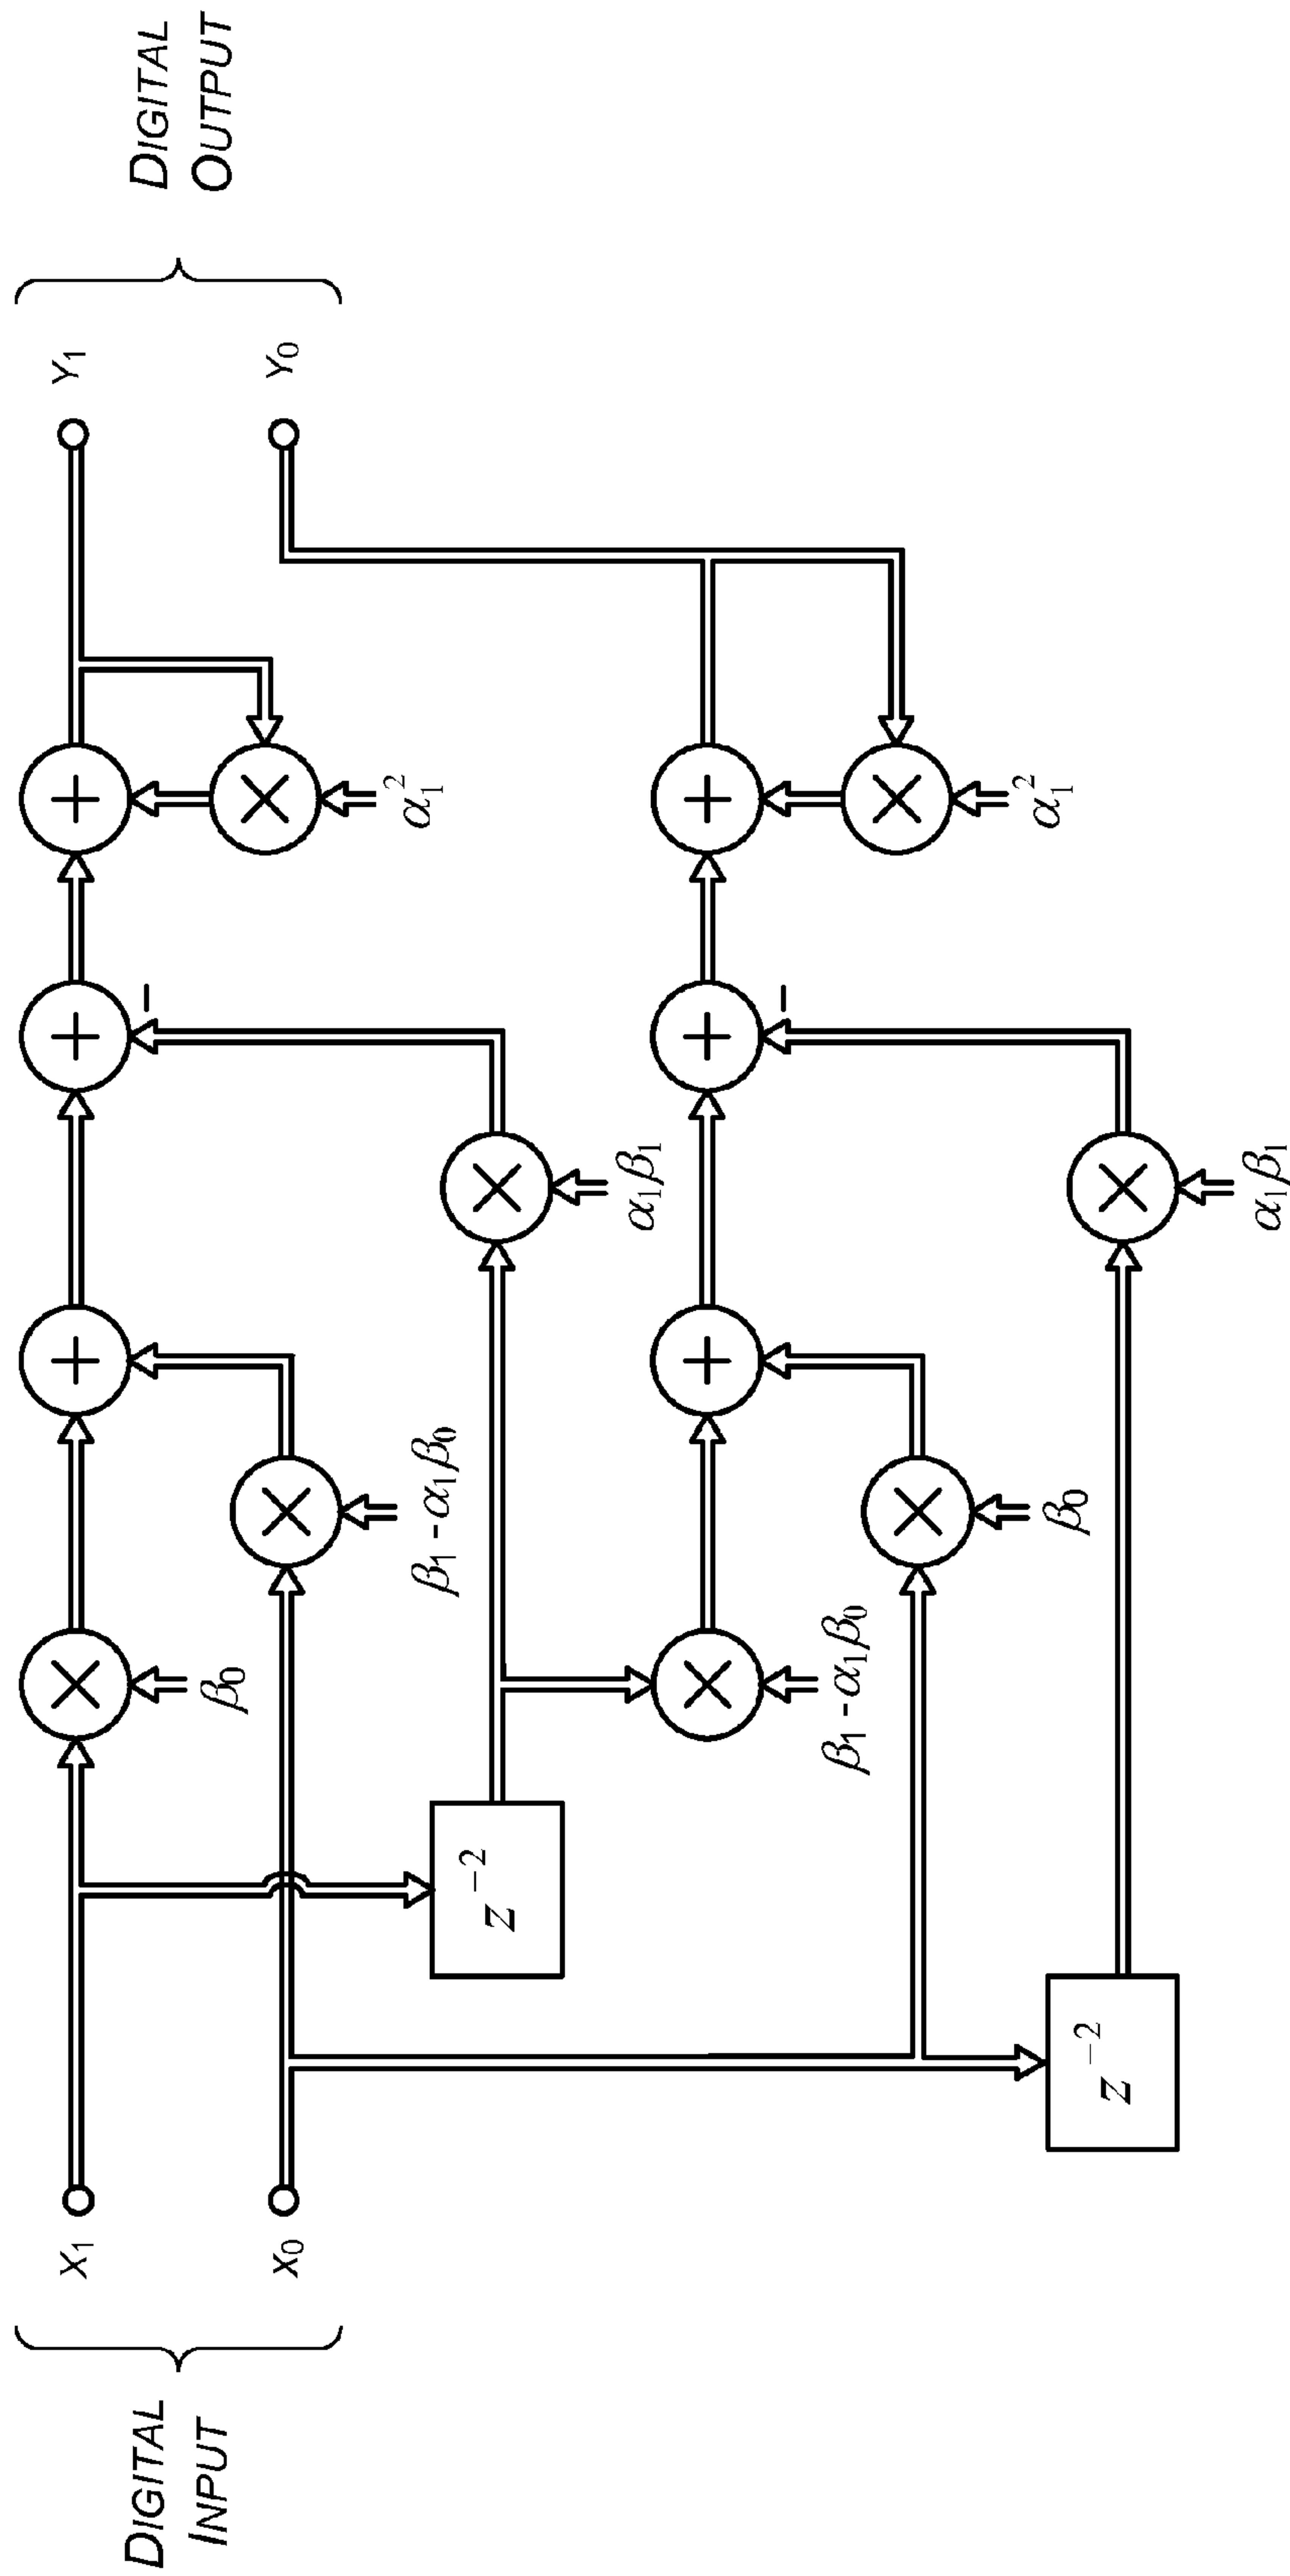 DIGITAL
INPUT
x₁
x₀
β₀
β₁ - α₁β₀
z⁻²
α₁β₁
α₁²
β₁ - α₁β₀
β₀
z⁻²
α₁β₁
α₁²
Y₁
Y₀
DIGITAL
OUTPUT